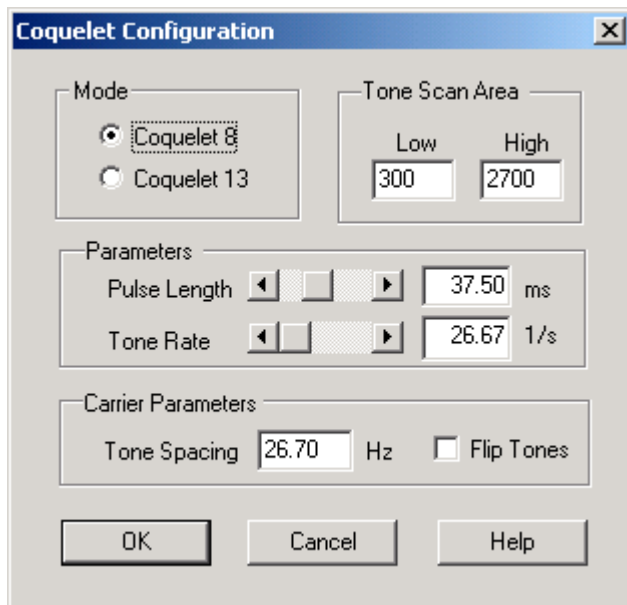 Coquelet Configuration
Mode
Coquelet 8
Coquelet 13
Tone Scan Area
Low High
300 2700
Parameters
Pulse Length 37.50 ms
Tone Rate 26.67 1/s
Carrier Parameters
Tone Spacing 26.70 Hz Flip Tones
OK Cancel Help